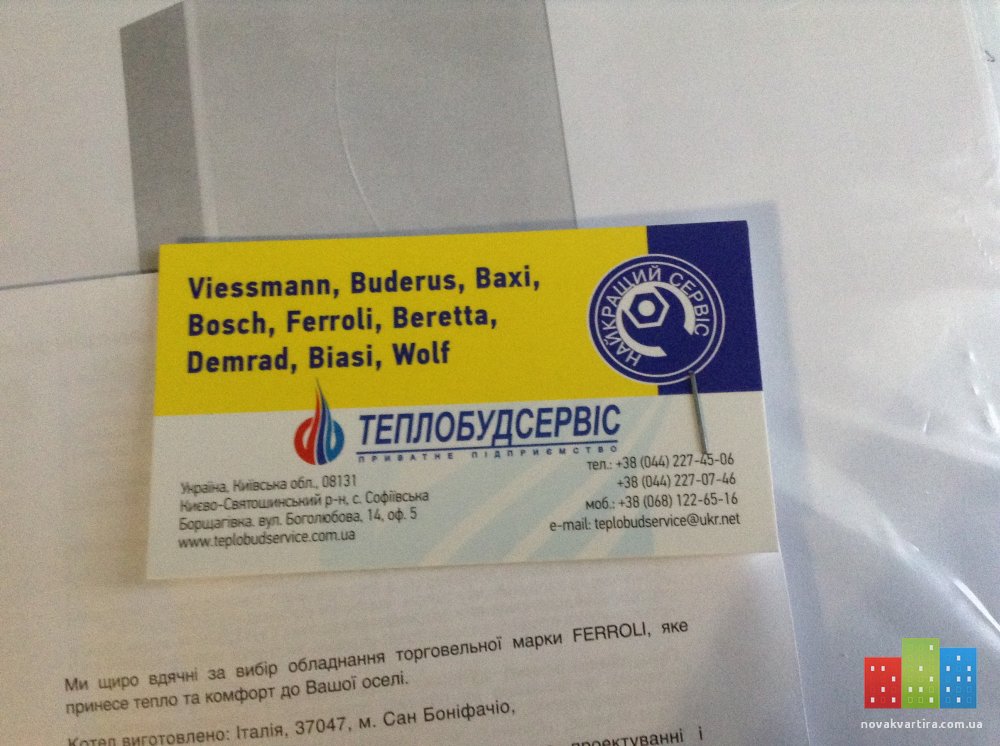 Viessmann, Buderus, Baxi,
Bosch, Ferroli, Beretta,
Demrad, Biasi, Wolf
НАЙКРАЩИЙ СЕРВІС
ТЕПЛОБУДСЕРВІС
ПРИВАТНЕ ПІДПРИЄМСТВО
Україна, Київська обл., 08131
Києво-Святошинський р-н, с. Софіївська
Борщагівка, вул. Боголюбова, 14, оф. 5
www.teplobudservice.com.ua
тел.: +38 (044) 227-45-06
+38 (044) 227-07-46
моб.: +38 (068) 122-65-16
e-mail: teplobudservice@ukr.net
Ми щиро вдячні за вибір обладнання торговельної марки FERROLI, яке
принесе тепло та комфорт до Вашої оселі.
Котел виготовлено: Італія, 37047, м. Сан Боніфачіо,
проектуванні і
novakvartira.com.ua